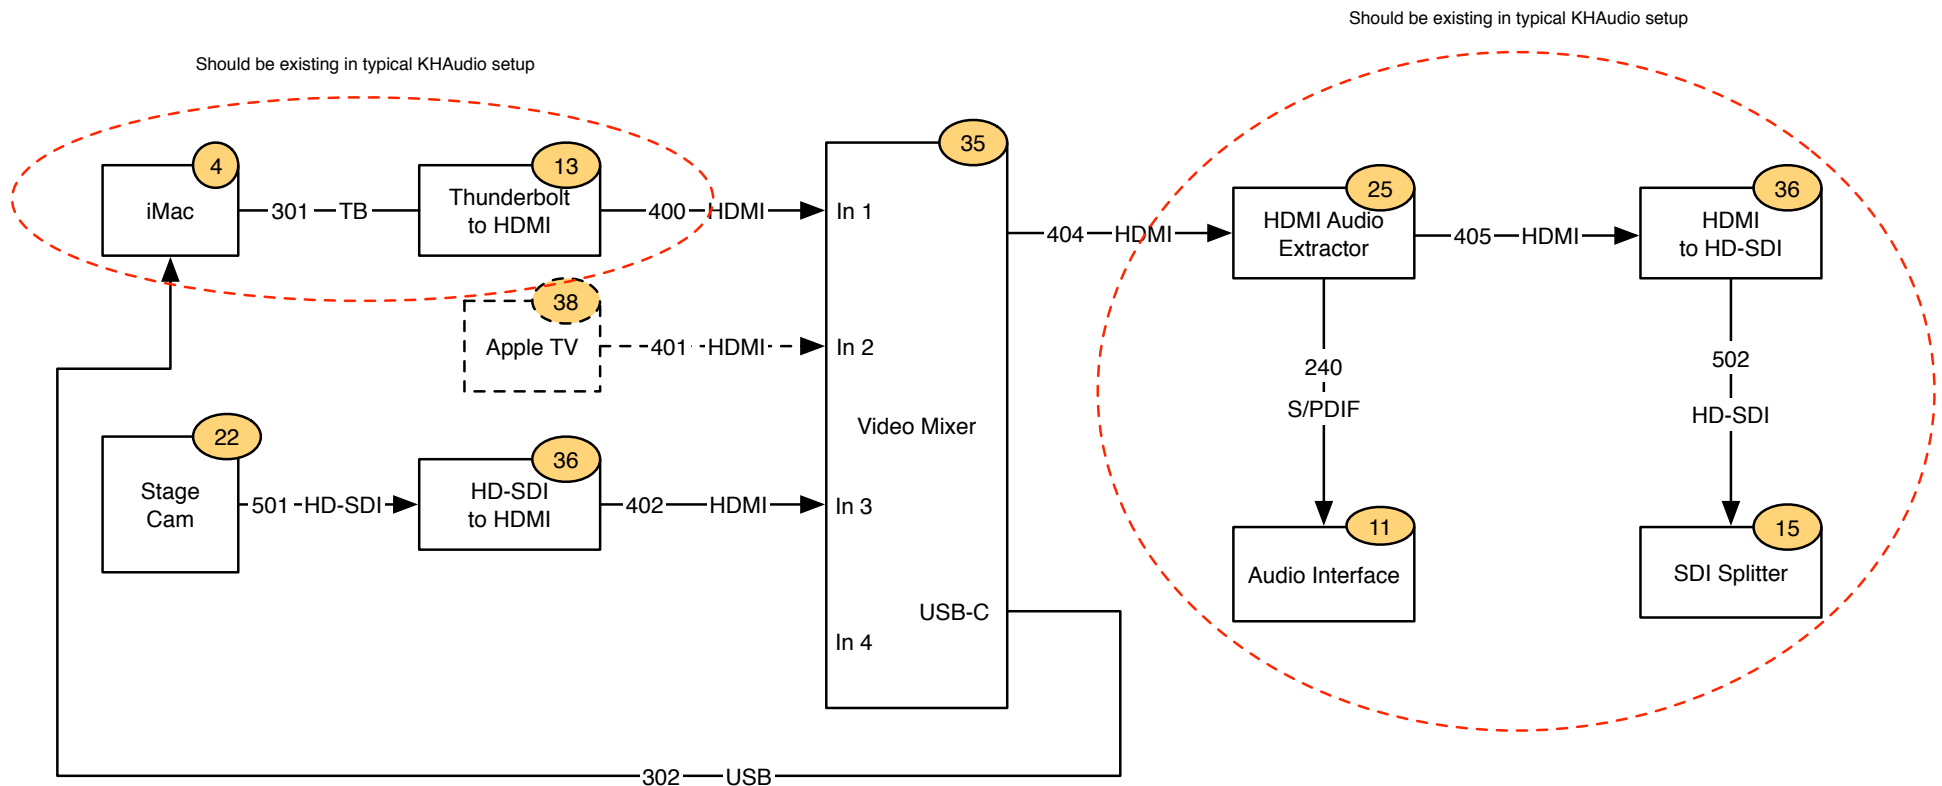 Should be existing in typical KHAudio setup
Should be existing in typical KHAudio setup
4
iMac
301 TB
13
Thunderbolt
to HDMI
400 HDMI
38
Apple TV
401 HDMI
22
Stage
Cam
501 HD-SDI
36
HD-SDI
to HDMI
402 HDMI
35
In 1
In 2
Video Mixer
In 3
USB-C
In 4
302 USB
404 HDMI
25
HDMI Audio
Extractor
405 HDMI
36
HDMI
to HD-SDI
240
S/PDIF
502
HD-SDI
11
Audio Interface
15
SDI Splitter